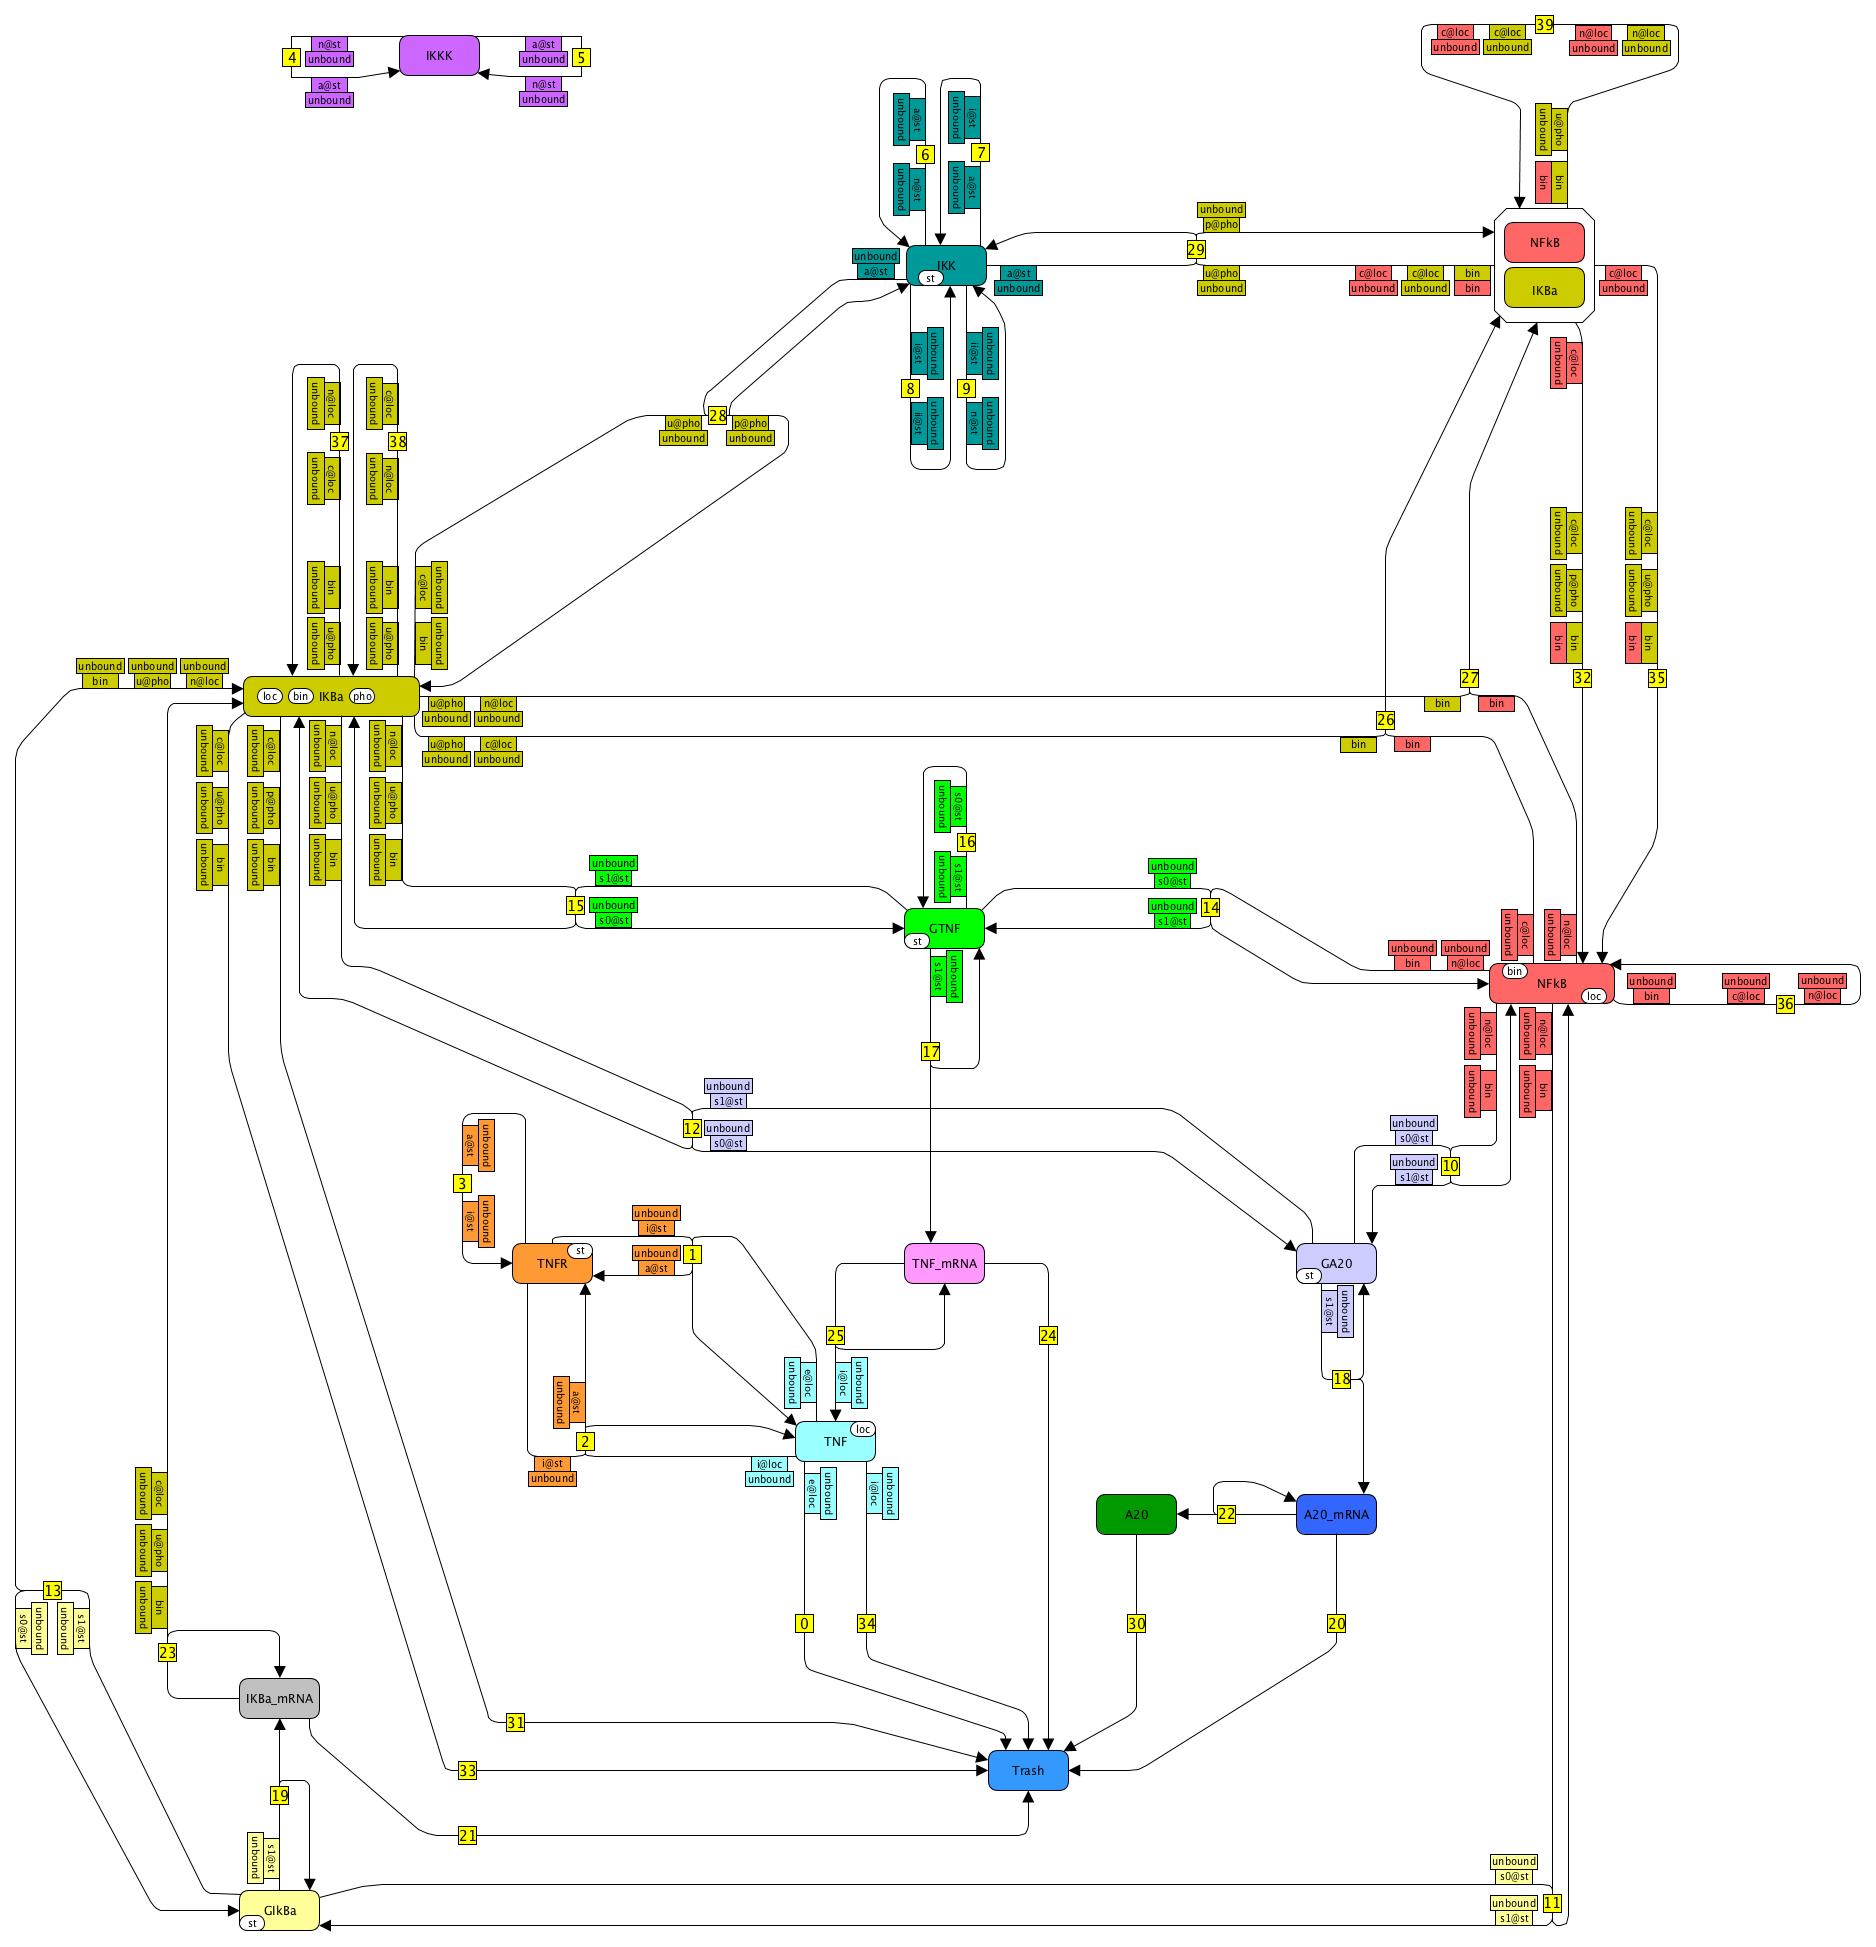 39
c@loc
unbound
c@loc
unbound
n@loc
unbound
n@loc
unbound
4
n@st
unbound
a@st
unbound
IKKK
a@st
unbound
n@st
unbound
5
a@st
unbound
6
n@st
unbound
i@st
unbound
7
a@st
unbound
u@pho
unbound
bin
bin
unbound
p@pho
29
u@pho
unbound
NFkB
IKBa
unbound
a@st
IKK
st
a@st
unbound
c@loc
unbound
c@loc
unbound
bin
bin
c@loc
unbound
unbound
i@st
8
unbound
ii@st
unbound
ii@st
9
unbound
n@st
c@loc
unbound
n@loc
unbound
37
c@loc
unbound
c@loc
unbound
38
n@loc
unbound
u@pho
unbound
28
p@pho
unbound
bin
unbound
u@pho
unbound
bin
unbound
u@pho
unbound
unbound
c@loc
unbound
bin
c@loc
unbound
p@pho
unbound
bin
bin
32
c@loc
unbound
u@pho
unbound
bin
bin
35
unbound
bin
unbound
u@pho
unbound
n@loc
loc
bin
IKBa
pho
u@pho
unbound
n@loc
unbound
27
bin
bin
u@pho
unbound
c@loc
unbound
26
bin
bin
c@loc
unbound
u@pho
unbound
bin
unbound
c@loc
unbound
p@pho
unbound
bin
unbound
n@loc
unbound
u@pho
unbound
bin
unbound
n@loc
unbound
u@pho
unbound
bin
unbound
s0@st
unbound
16
s1@st
unbound
unbound
s1@st
15
unbound
s0@st
GTNF
st
unbound
s0@st
14
unbound
s1@st
c@loc
unbound
n@loc
unbound
unbound
bin
unbound
n@loc
bin
NFkB
loc
unbound
bin
unbound
c@loc
36
unbound
n@loc
unbound
s1@st
17
n@loc
unbound
bin
unbound
n@loc
unbound
bin
unbound
unbound
s1@st
12
unbound
s0@st
unbound
s0@st
10
unbound
s1@st
unbound
a@st
3
unbound
i@st
unbound
i@st
1
unbound
a@st
TNFR
st
TNF_mRNA
GA20
st
unbound
s1@st
18
25
24
e@loc
unbound
unbound
i@loc
a@st
unbound
2
i@st
unbound
i@loc
unbound
TNF
loc
unbound
e@loc
unbound
i@loc
A20
22
A20_mRNA
c@loc
unbound
u@pho
unbound
bin
unbound
13
unbound
s0@st
s1@st
unbound
23
0
34
30
20
IKBa_mRNA
31
33
Trash
19
21
s1@st
unbound
GIkBa
st
unbound
s0@st
11
unbound
s1@st